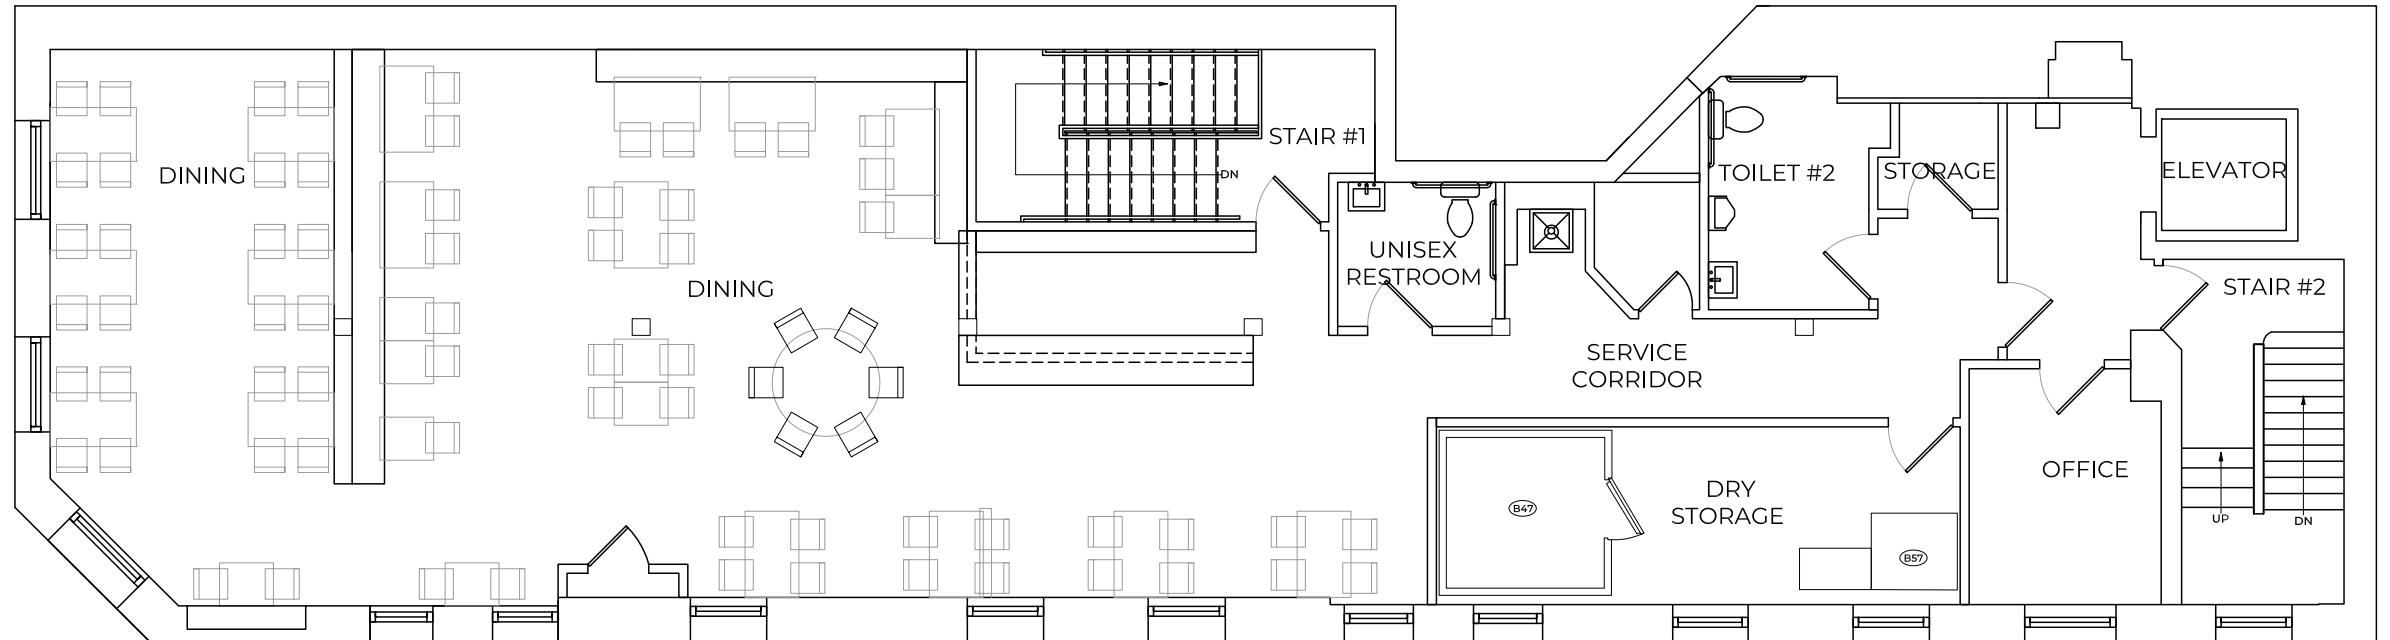 STAIR #1
DINING
DN
TOILET #2
STORAGE
ELEVATOR
UNISEX
RESTROOM
DINING
STAIR #2
SERVICE
CORRIDOR
OFFICE
DRY
STORAGE
B47
B57
UP
DN